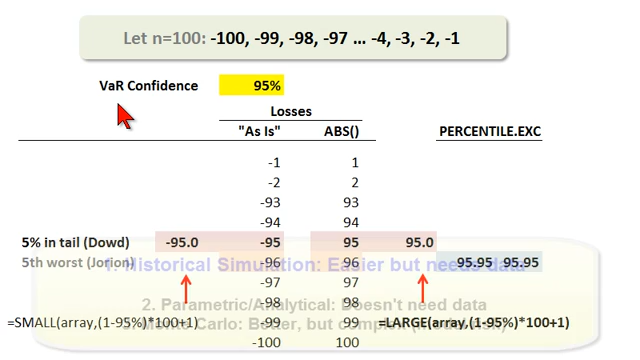 Let n=100: -100, -99, -98, -97 ... -4, -3, -2, -1
VaR Confidence 95%
Losses
"As Is" ABS() PERCENTILE.EXC
-1 1
-2 2
-93 93
-94 94
5% in tail (Dowd) -95.0 -95 95 95.0
5th worst (Jorion) -96 96 95.95 95.95
1. Historical Simulation: Easier but needs data
-97 97
-98 98
2. Parametric/Analytical: Doesn't need data
=SMALL(array,(1-95%)*100+1) -99 99 =LARGE(array,(1-95%)*100+1)
Carlo: but
-100 100